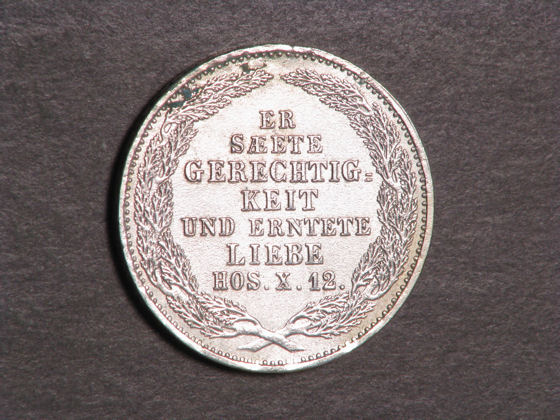 ER
SÆETE
GERECHTIG=
KEIT
UND ERNTETE
LIEBE
HOS. X. 12.